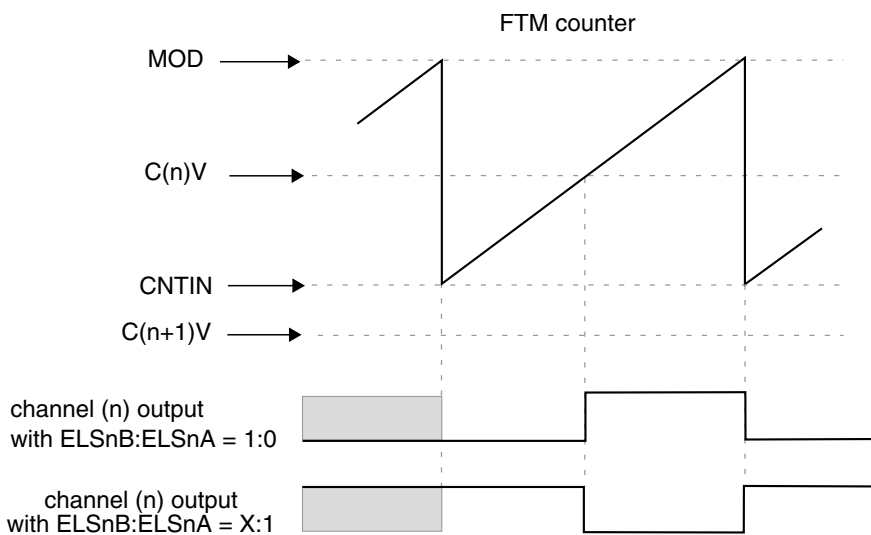 FTM counter
MOD
C(n)V
CNTIN
C(n+1)V
channel (n) output
with ELSnB:ELSnA = 1:0
channel (n) output
with ELSnB:ELSnA = X:1